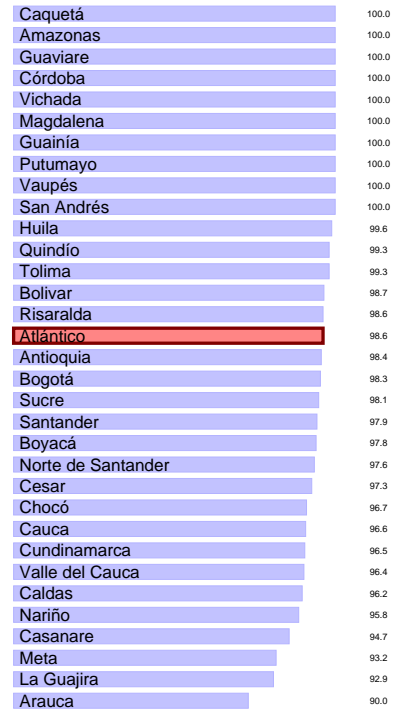 Caquetá 100.0
Amazonas 100.0
Guaviare 100.0
Córdoba 100.0
Vichada 100.0
Magdalena 100.0
Guainía 100.0
Putumayo 100.0
Vaupés 100.0
San Andrés 100.0
Huila 99.6
Quindío 99.3
Tolima 99.3
Bolivar 98.7
Risaralda 98.6
Atlántico 98.6
Antioquia 98.4
Bogotá 98.3
Sucre 98.1
Santander 97.9
Boyacá 97.8
Norte de Santander 97.6
Cesar 97.3
Chocó 96.7
Cauca 96.6
Cundinamarca 96.5
Valle del Cauca 96.4
Caldas 96.2
Nariño 95.8
Casanare 94.7
Meta 93.2
La Guajira 92.9
Arauca 90.0